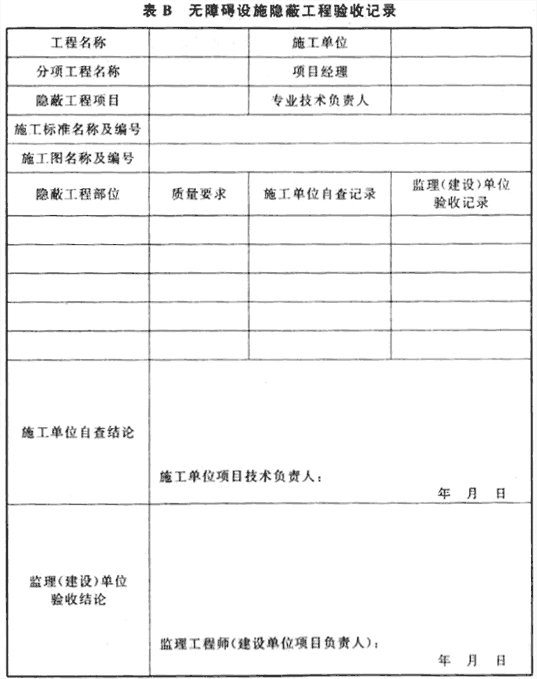 表 B 无障碍设施隐蔽工程验收记录
工程名称 施工单位
分项工程名称 项目经理
隐蔽工程项目 专业技术负责人
施工标准名称及编号
施工图名称及编号
隐蔽工程部位 质量要求 施工单位自查记录 监理(建设)单位
验收记录
施工单位自查结论
施工单位项目技术负责人:
年 月 日
监理(建设)单位
验收结论
监理工程师(建设单位项目负责人):
年 月 日